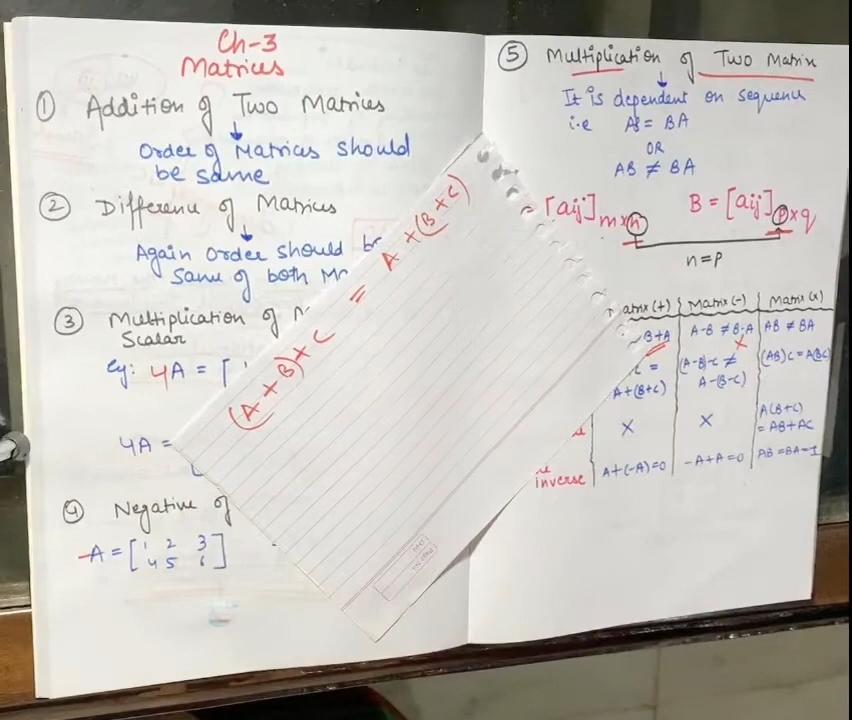 Ch-3
Matrices
① Addition of Two Matrices
Order of Matrices should
be same
② Difference of Matrices
Again order should be
Same of both
③ Multiplication of
Scalar
eg: 4A = [
4A =
④ Negative of
-A = [ 1 2 3
4 5 6 ]
(A + B) + C = A + (B + C)
⑤ Multiplication of Two Matrix
It is dependent on sequence
i.e AB = BA
OR
AB ≠ BA
[aij] m×n B = [aij] p×q
n = p
Matrix (-) Matrix (x)
B+A A-B ≠ B-A AB ≠ BA
C = (A-B)-C ≠ (AB)C = A(BC)
A+(B+C) A-(B-C)
X X A(B+C)
= AB+AC
inverse A+(-A)=0 -A+A=0 AB=BA=I